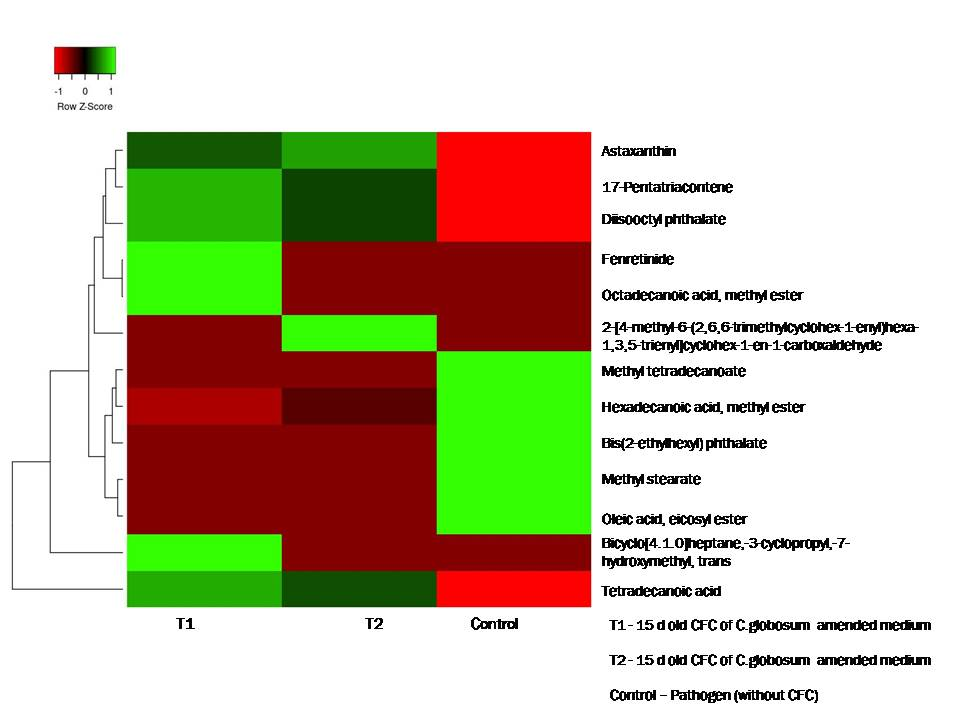 -1 0 1
Row Z-Score
Astaxanthin
17-Pentatriacontene
Diisooctyl phthalate
Fenretinide
Octadecanoic acid, methyl ester
2-[4-methyl-6-(2,6,6-trimethylcyclohex-1-enyl)hexa-
1,3,5-trienyl]cyclohex-1-en-1-carboxaldehyde
Methyl tetradecanoate
Hexadecanoic acid, methyl ester
Bis(2-ethylhexyl) phthalate
Methyl stearate
Oleic acid, eicosyl ester
Bicyclo[4.1.0]heptane,-3-cyclopropyl,-7-
hydroxymethyl, trans
Tetradecanoic acid
T1 T2 Control
T1 - 15 d old CFC of C.globosum amended medium
T2 - 15 d old CFC of C.globosum amended medium
Control – Pathogen (without CFC)